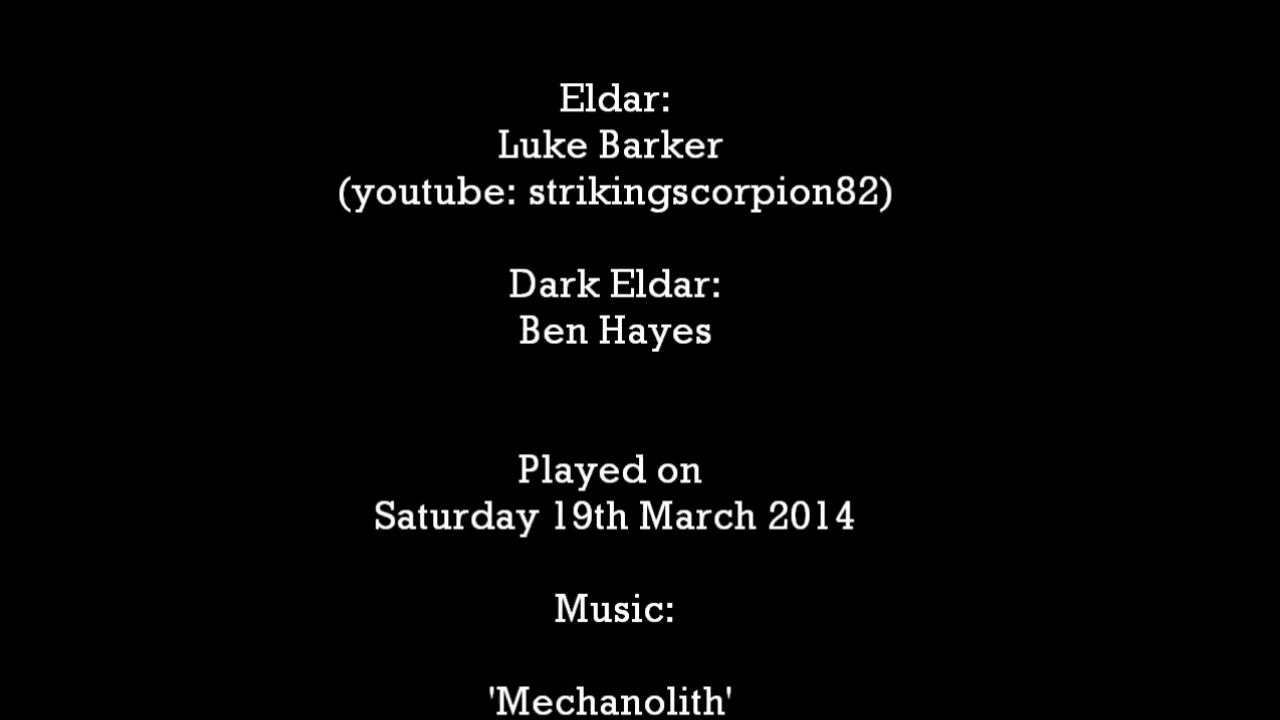 Eldar:
Luke Barker
(youtube: strikingscorpion82)
Dark Eldar:
Ben Hayes
Played on
Saturday 19th March 2014
Music:
'Mechanolith'